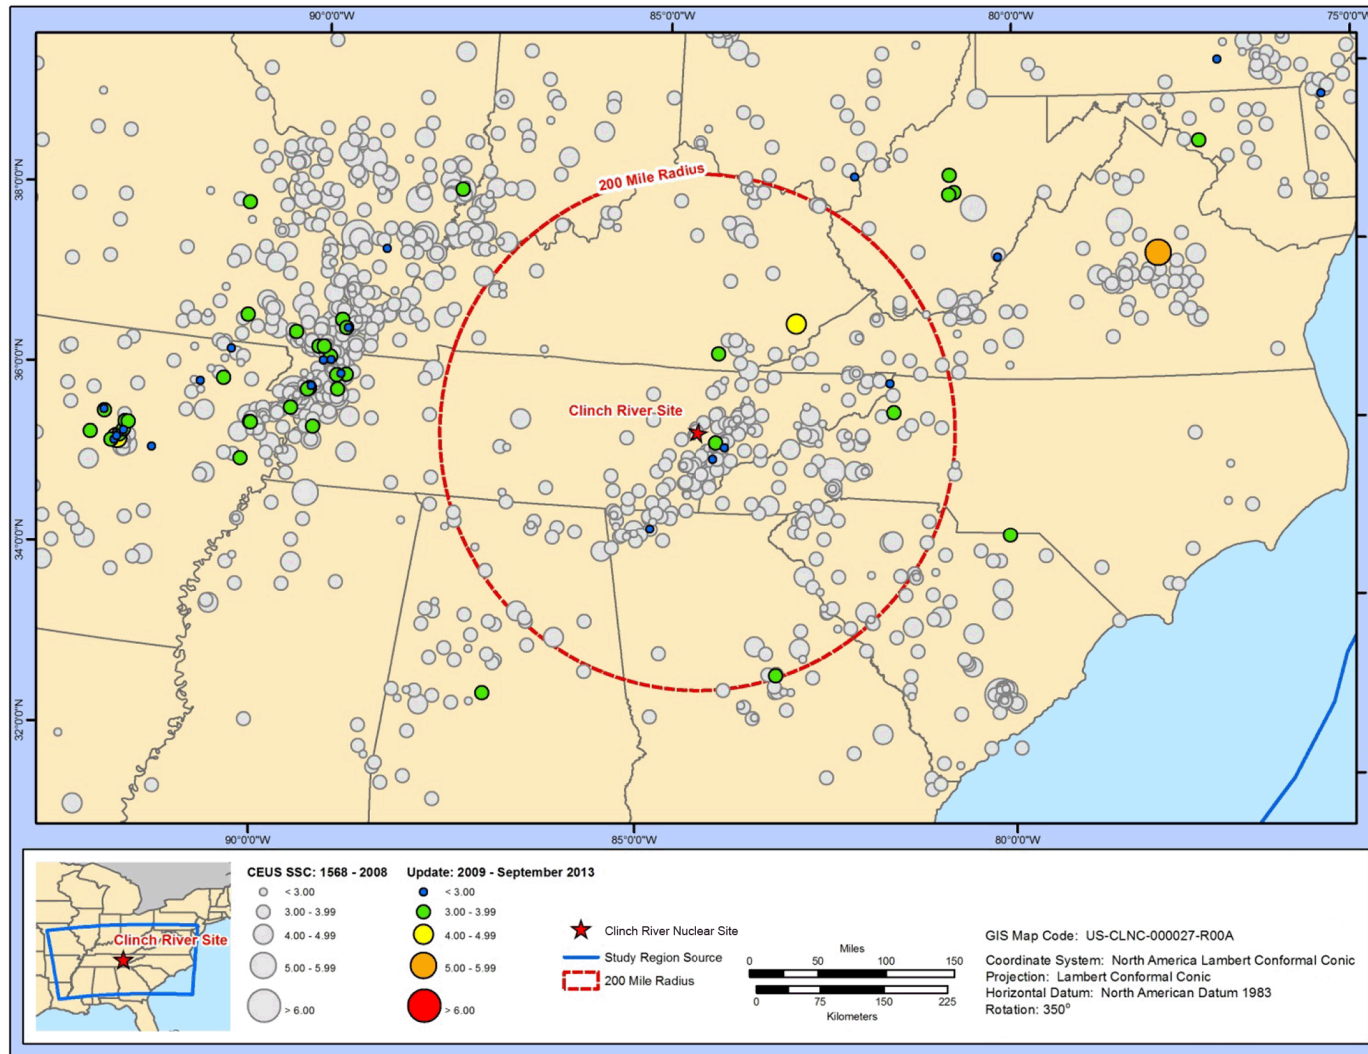 90°0'0"W 85°0'0"W 80°0'0"W 75°0'0"W
38°0'0"N
36°0'0"N
34°0'0"N
32°0'0"N
200 Mile Radius
Clinch River Site
90°0'0"W 85°0'0"W 80°0'0"W
Clinch River Site
CEUS SSC: 1568 - 2008
< 3.00
3.00 - 3.99
4.00 - 4.99
5.00 - 5.99
> 6.00
Update: 2009 - September 2013
< 3.00
3.00 - 3.99
4.00 - 4.99
5.00 - 5.99
> 6.00
Clinch River Nuclear Site
Study Region Source
200 Mile Radius
Miles
0 50 100 150
0 75 150 225
Kilometers
GIS Map Code: US-CLNC-000027-R00A
Coordinate System: North America Lambert Conformal Conic
Projection: Lambert Conformal Conic
Horizontal Datum: North American Datum 1983
Rotation: 350°